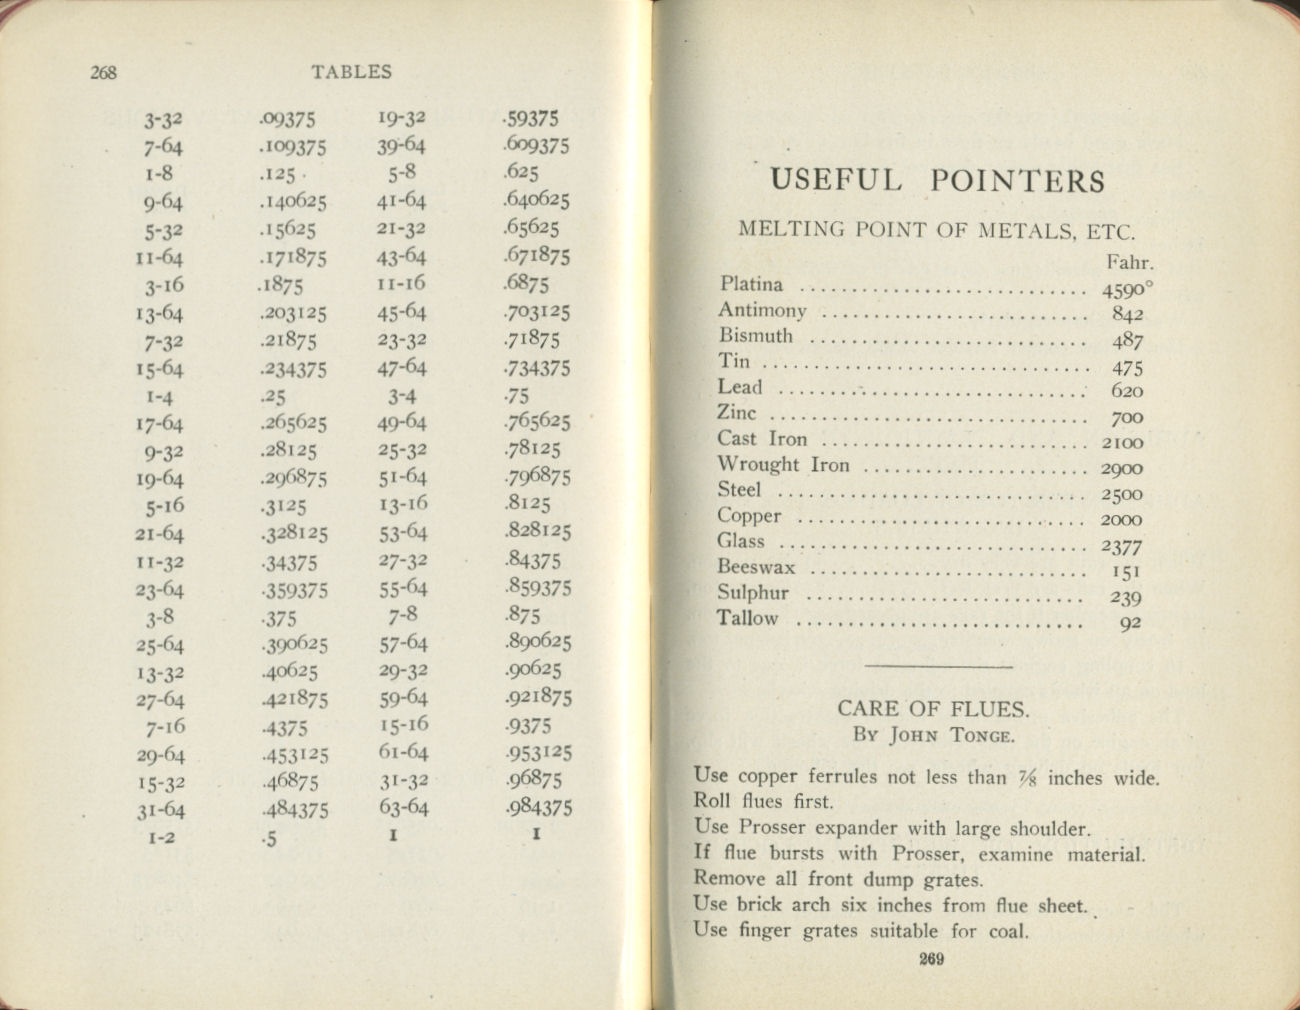 268 TABLES
3-32 .09375 19-32 .59375
7-64 .109375 39-64 .609375
1-8 .125 5-8 .625
9-64 .140625 41-64 .640625
5-32 .15625 21-32 .65625
11-64 .171875 43-64 .671875
3-16 .1875 11-16 .6875
13-64 .203125 45-64 .703125
7-32 .21875 23-32 .71875
15-64 .234375 47-64 .734375
1-4 .25 3-4 .75
17-64 .265625 49-64 .765625
9-32 .28125 25-32 .78125
19-64 .296875 51-64 .796875
5-16 .3125 13-16 .8125
21-64 .328125 53-64 .828125
11-32 .34375 27-32 .84375
23-64 .359375 55-64 .859375
3-8 .375 7-8 .875
25-64 .390625 57-64 .890625
13-32 .40625 29-32 .90625
27-64 .421875 59-64 .921875
7-16 .4375 15-16 .9375
29-64 .453125 61-64 .953125
15-32 .46875 31-32 .96875
31-64 .484375 63-64 .984375
1-2 .5 1 1
USEFUL POINTERS
MELTING POINT OF METALS, ETC.
Fahr.
Platina .......................... 4590°
Antimony .......................... 842
Bismuth .......................... 487
Tin .......................... 475
Lead .......................... 620
Zinc .......................... 700
Cast Iron .......................... 2100
Wrought Iron .......................... 2900
Steel .......................... 2500
Copper .......................... 2000
Glass .......................... 2377
Beeswax .......................... 151
Sulphur .......................... 239
Tallow .......................... 92
CARE OF FLUES.
By John Tonge.
Use copper ferrules not less than ⅞ inches wide.
Roll flues first.
Use Prosser expander with large shoulder.
If flue bursts with Prosser, examine material.
Remove all front dump grates.
Use brick arch six inches from flue sheet.
Use finger grates suitable for coal.
269